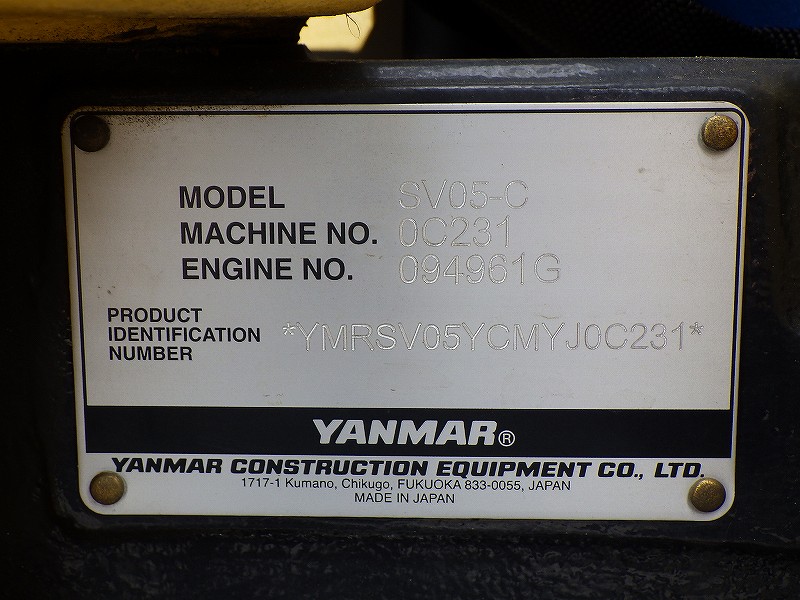 MODEL SV05-C
MACHINE NO. 0C231
ENGINE NO. 094961G
PRODUCT
IDENTIFICATION *YMRSV05YCMYJ0C231*
NUMBER
YANMAR®
YANMAR CONSTRUCTION EQUIPMENT CO., LTD.
1717-1 Kumano, Chikugo, FUKUOKA 833-0055, JAPAN
MADE IN JAPAN